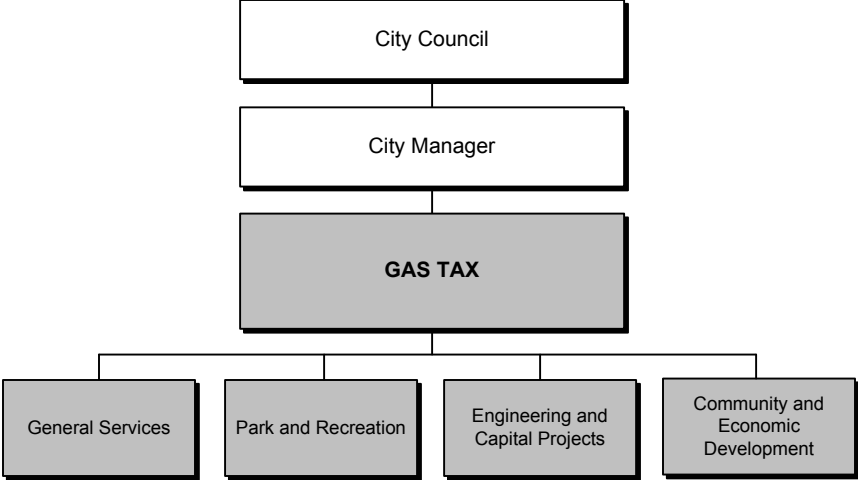 City Council
City Manager
GAS TAX
General Services
Park and Recreation
Engineering and
Capital Projects
Community and
Economic
Development